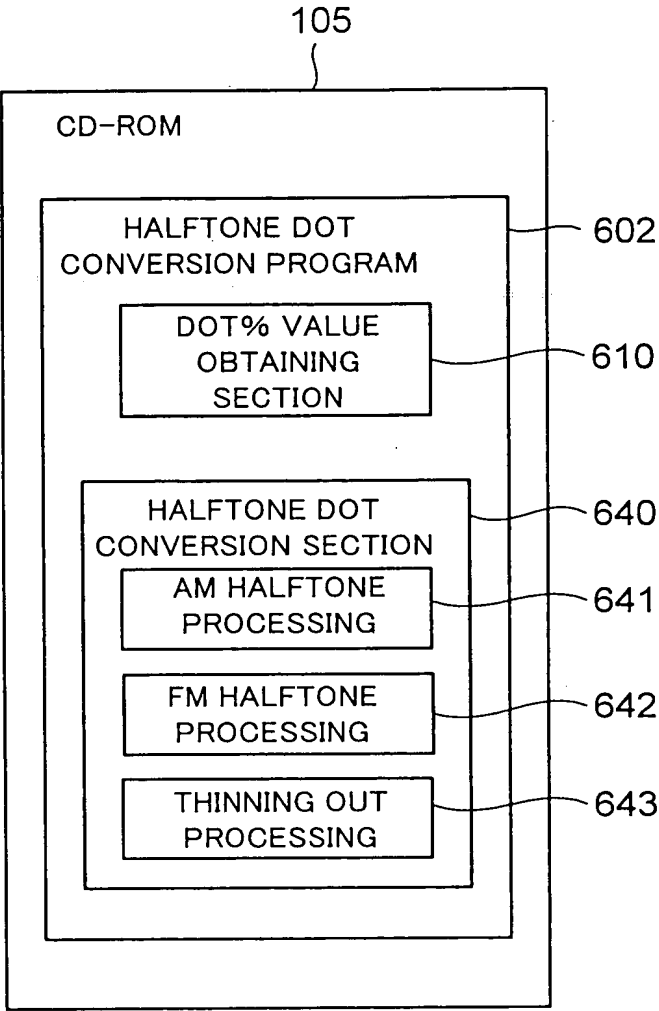 105
CD-ROM
HALFTONE DOT
CONVERSION PROGRAM
602
DOT% VALUE
OBTAINING
SECTION
610
HALFTONE DOT
CONVERSION SECTION
640
AM HALFTONE
PROCESSING
641
FM HALFTONE
PROCESSING
642
THINNING OUT
PROCESSING
643